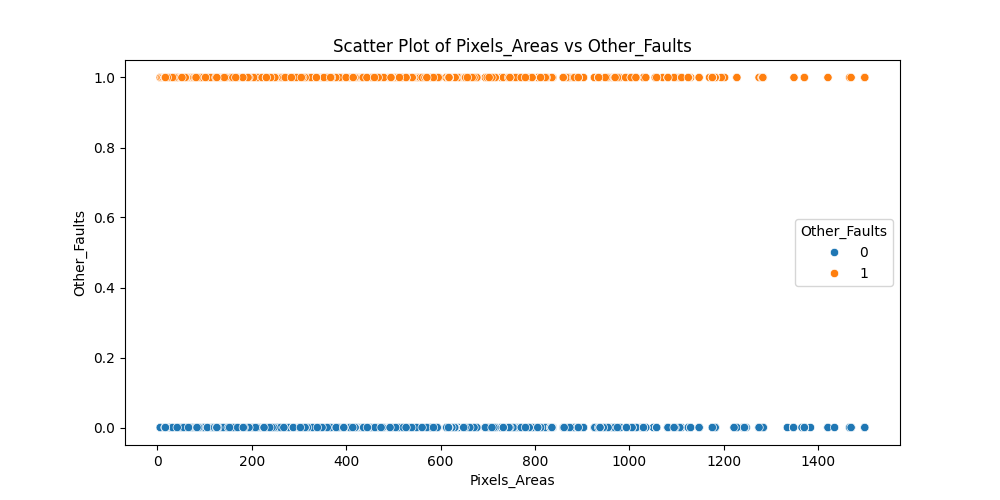 Scatter Plot of Pixels_Areas vs Other_Faults
1.0
0.8
0.6
0.4
0.2
0.0
Other_Faults
Other_Faults
0
1
0 200 400 600 800 1000 1200 1400
Pixels_Areas